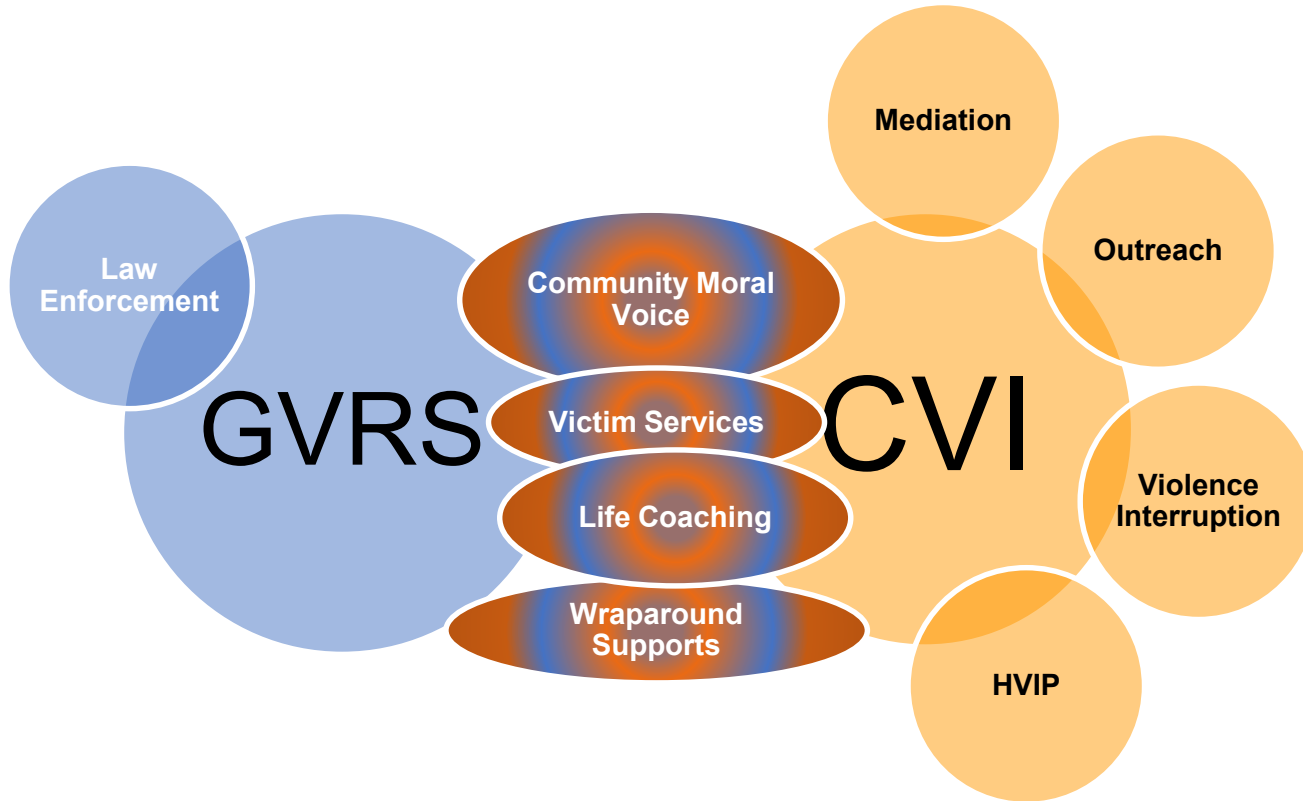 Law
Enforcement
GVRS
Community Moral
Voice
Victim Services
Life Coaching
Wraparound
Supports
CVI
Mediation
Outreach
Violence
Interruption
HVIP